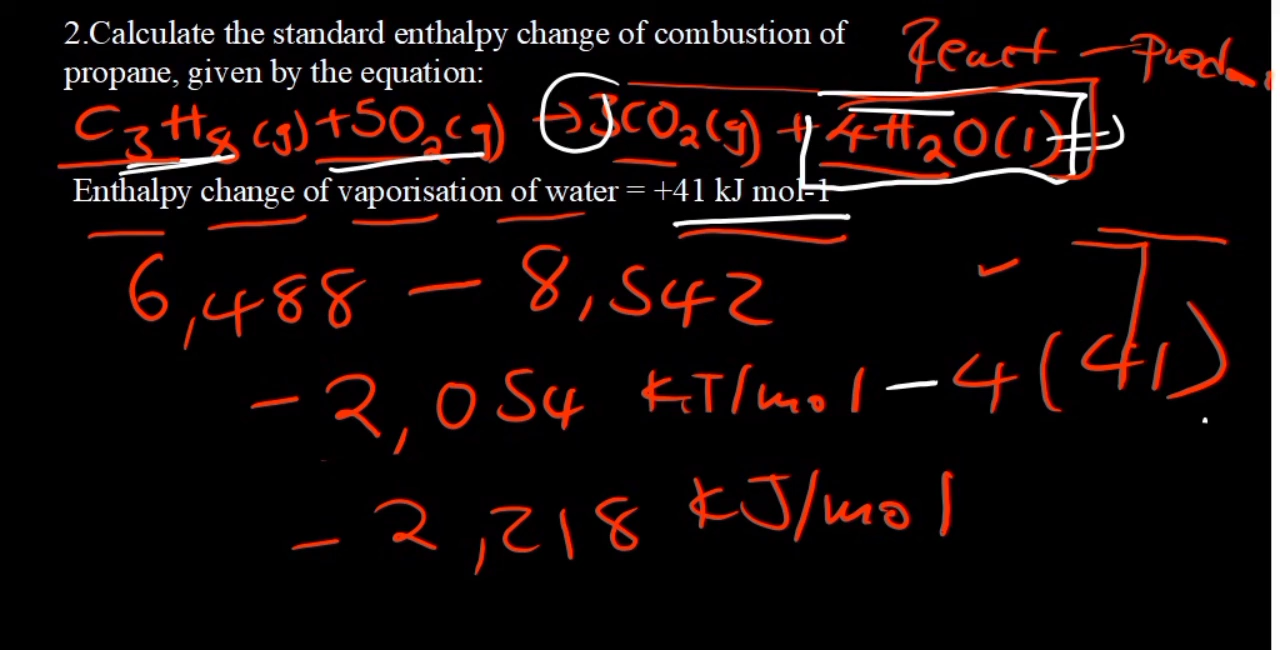 2.Calculate the standard enthalpy change of combustion of
propane, given by the equation:
React - Prod
C3H8(g)+5O2(g) → 3CO2(g) + 4H2O(l)
Enthalpy change of vaporisation of water = +41 kJ mol-1
6,488 - 8,542
-2,054 kJ/mol - 4(41)
-2,218 kJ/mol